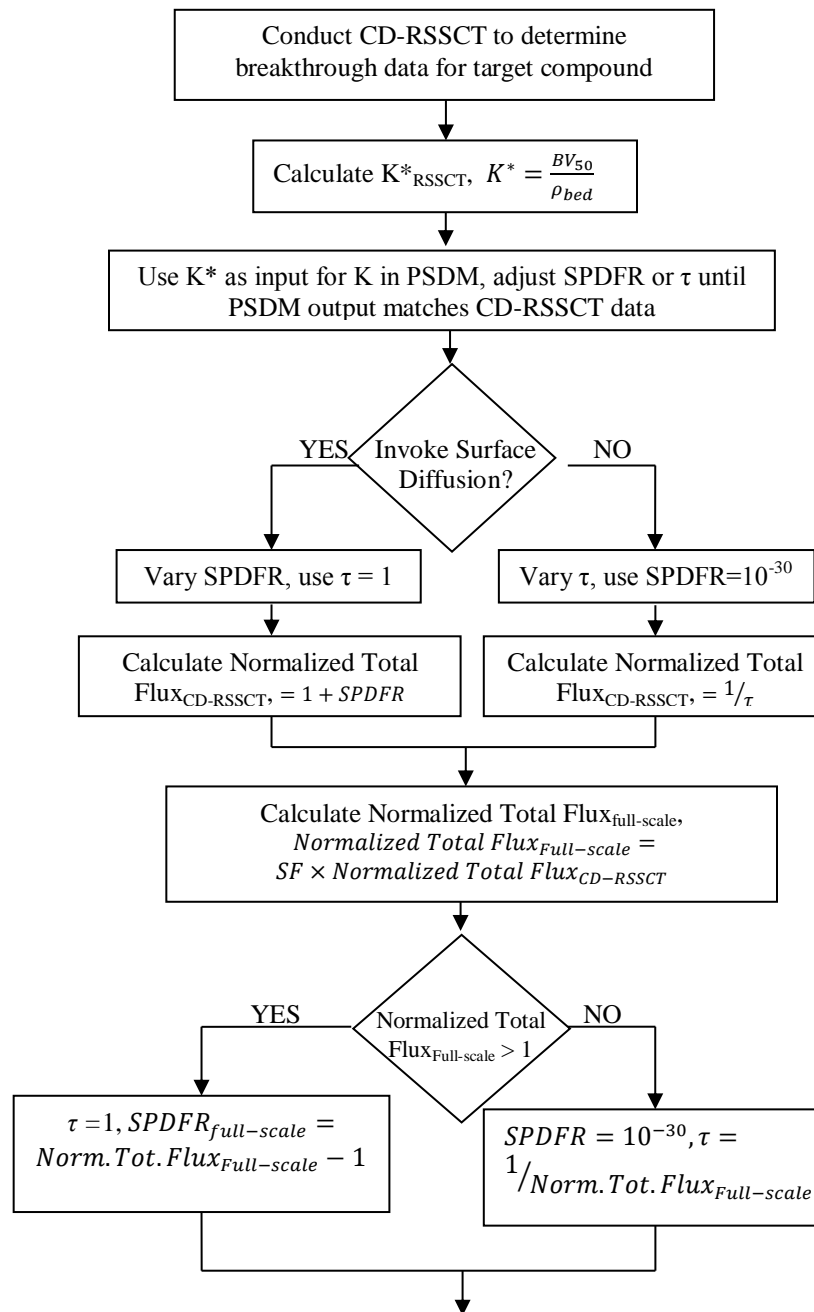 Conduct CD-RSSCT to determine
breakthrough data for target compound
Calculate K*RSSCT, K* = BV50/ρbed
Use K* as input for K in PSDM, adjust SPDFR or τ until
PSDM output matches CD-RSSCT data
Invoke Surface
Diffusion?
YES
NO
Vary SPDFR, use τ = 1
Vary τ, use SPDFR=10^-30
Calculate Normalized Total
FluxCD-RSSCT, = 1 + SPDFR
Calculate Normalized Total
FluxCD-RSSCT, = 1/τ
Calculate Normalized Total Fluxfull-scale,
Normalized Total FluxFull−scale =
SF × Normalized Total FluxCD−RSSCT
Normalized Total
FluxFull-scale > 1
YES
NO
τ =1, SPDFRfull−scale =
Norm.Tot.FluxFull−scale − 1
SPDFR = 10^−30, τ =
1/Norm.Tot.FluxFull−scale